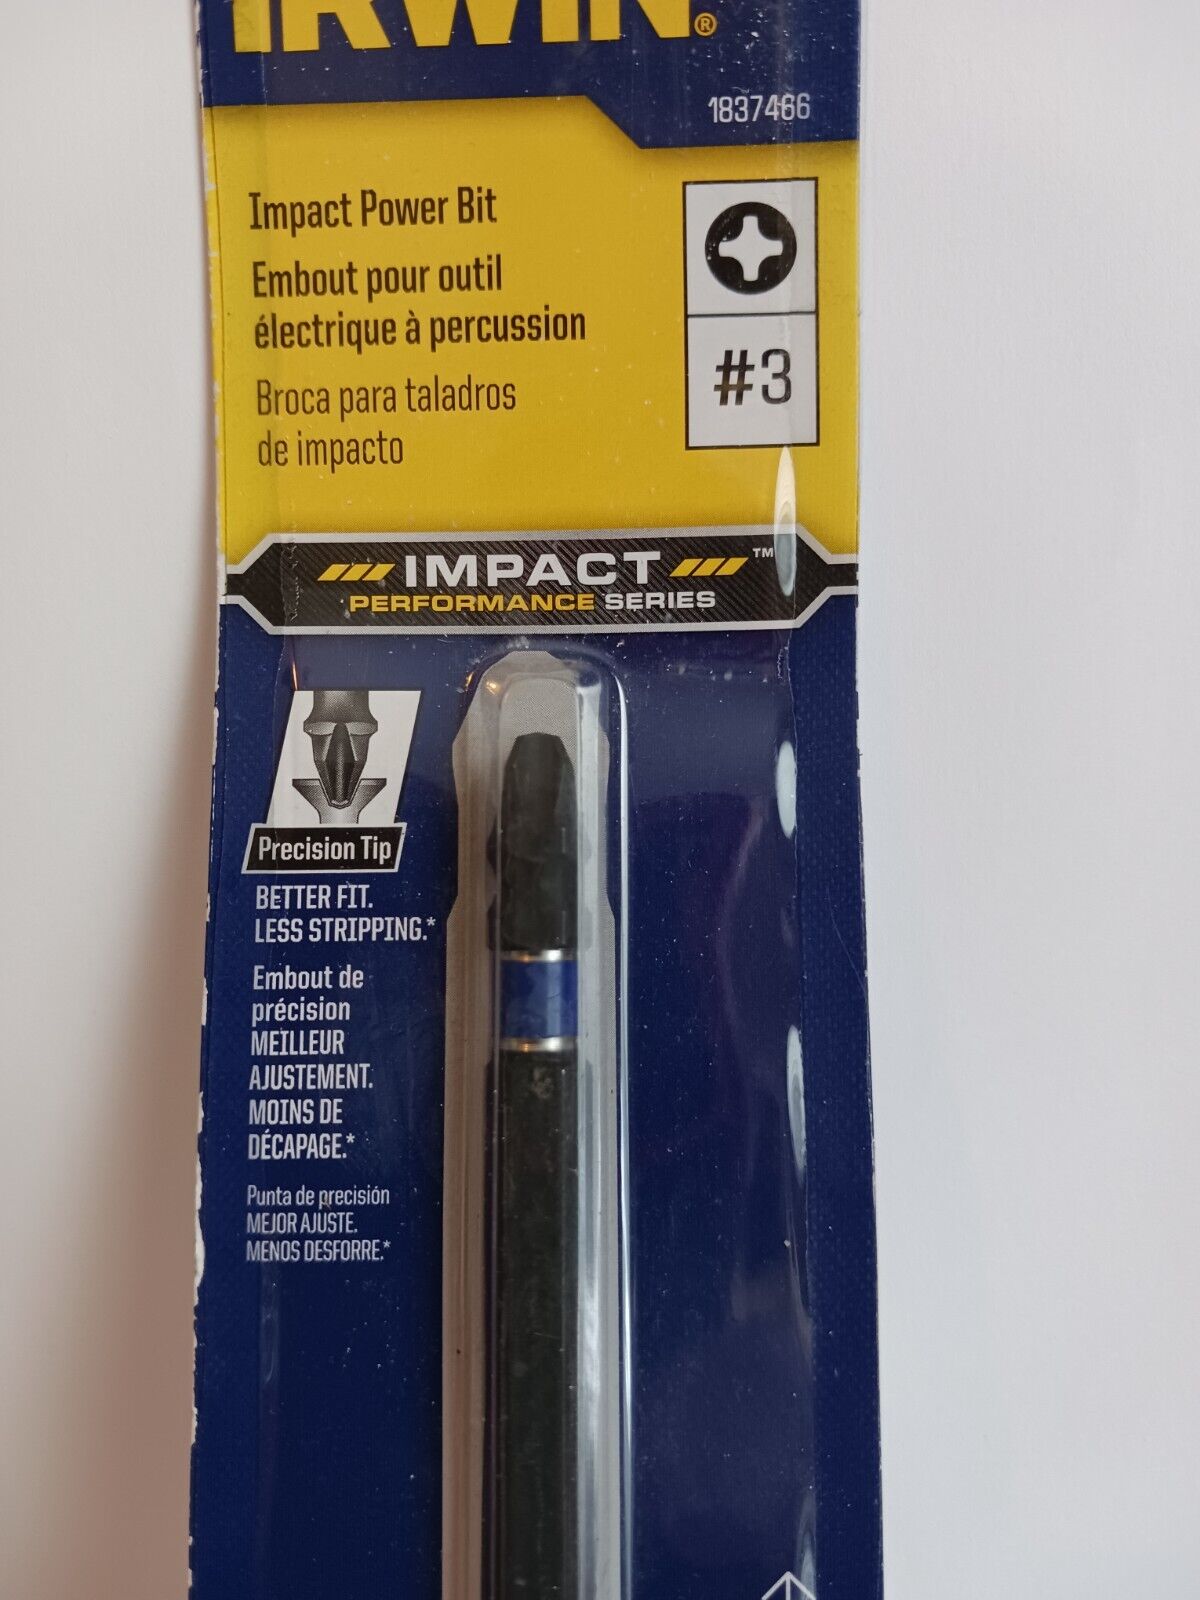 IRWIN®
1837466
Impact Power Bit
Embout pour outil
électrique à percussion
Broca para taladros
de impacto
#3
IMPACT™
PERFORMANCE SERIES
Precision Tip
BETTER FIT.
LESS STRIPPING.*
Embout de
précision
MEILLEUR
AJUSTEMENT.
MOINS DE
DÉCAPAGE.*
Punta de precisión
MEJOR AJUSTE.
MENOS DESFORRE.*